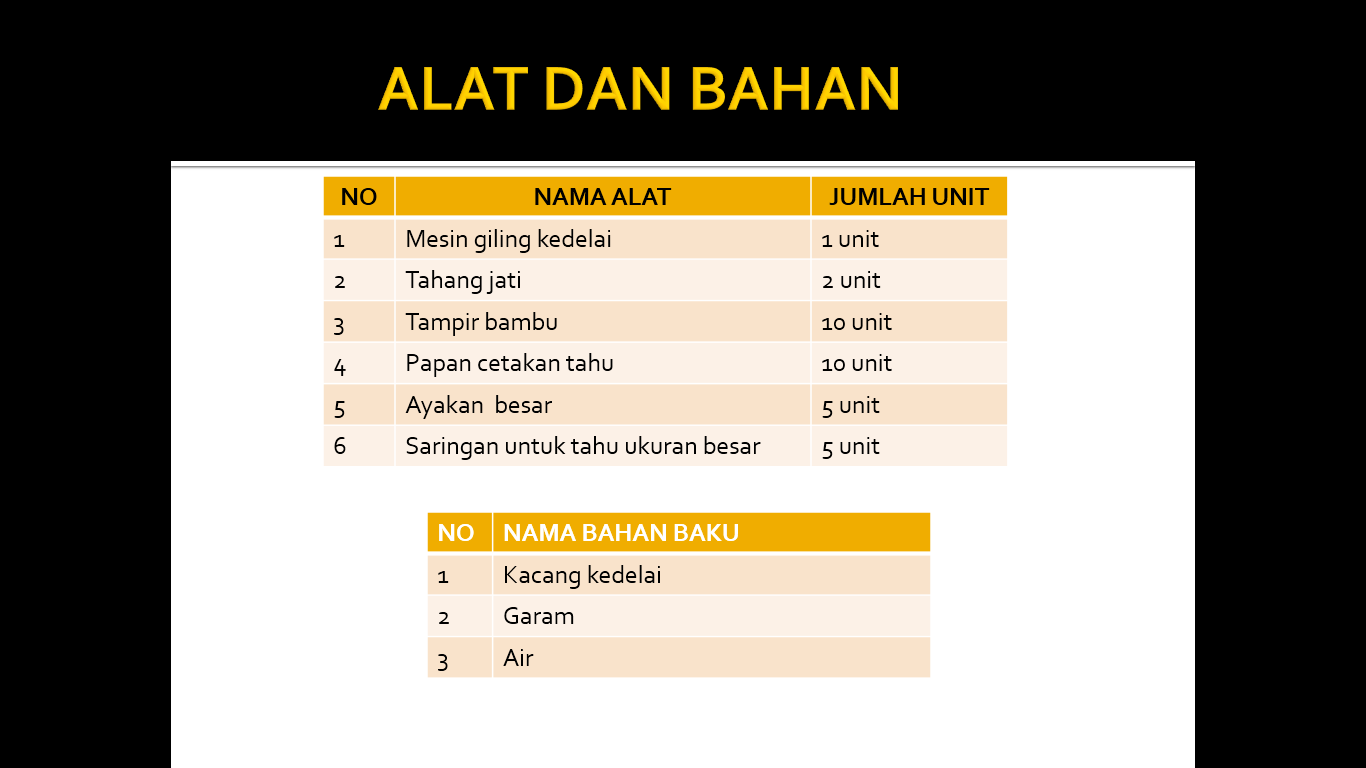 ALAT DAN BAHAN
NO NAMA ALAT JUMLAH UNIT
1 Mesin giling kedelai 1 unit
2 Tahang jati 2 unit
3 Tampir bambu 10 unit
4 Papan cetakan tahu 10 unit
5 Ayakan besar 5 unit
6 Saringan untuk tahu ukuran besar 5 unit
NO NAMA BAHAN BAKU
1 Kacang kedelai
2 Garam
3 Air